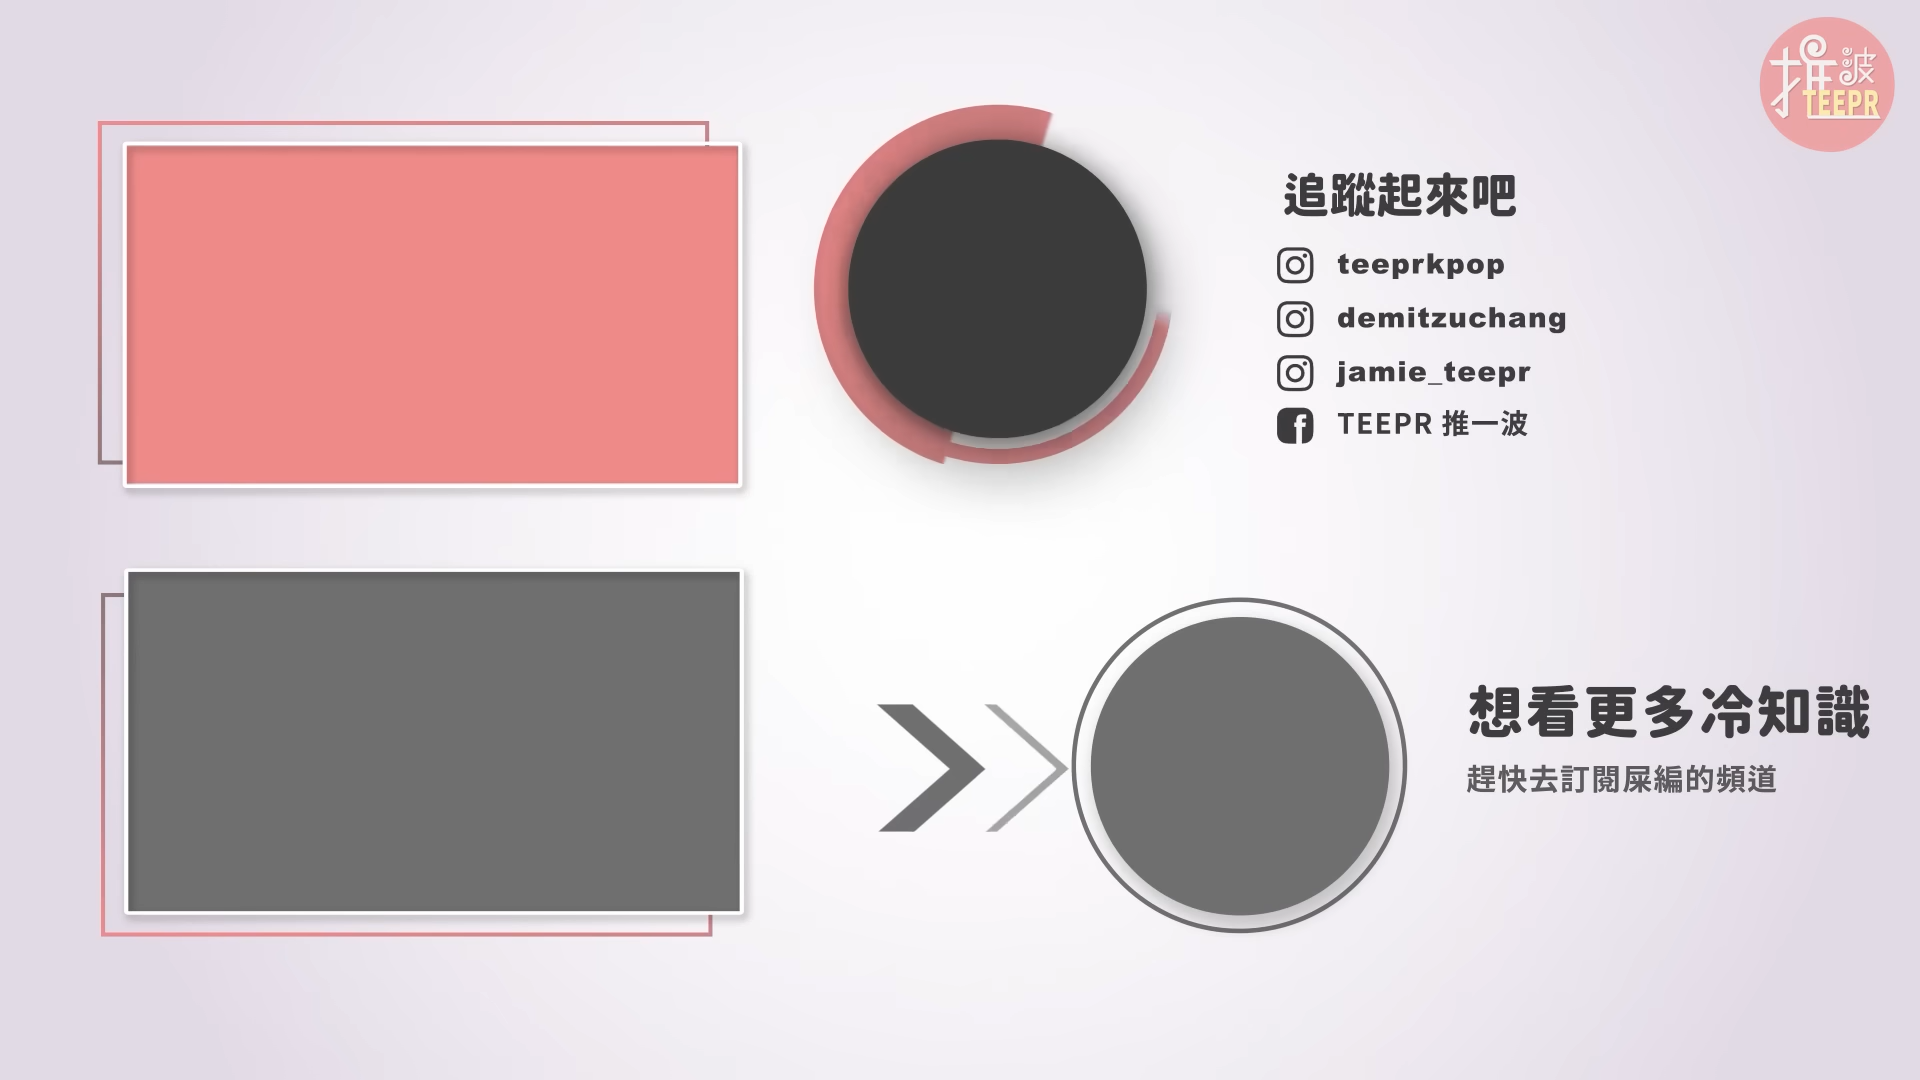 推波
TEEPR
追蹤起來吧
teeprkpop
demitzuchang
jamie_teepr
TEEPR 推一波
想看更多冷知識
趕快去訂閱屎編的頻道